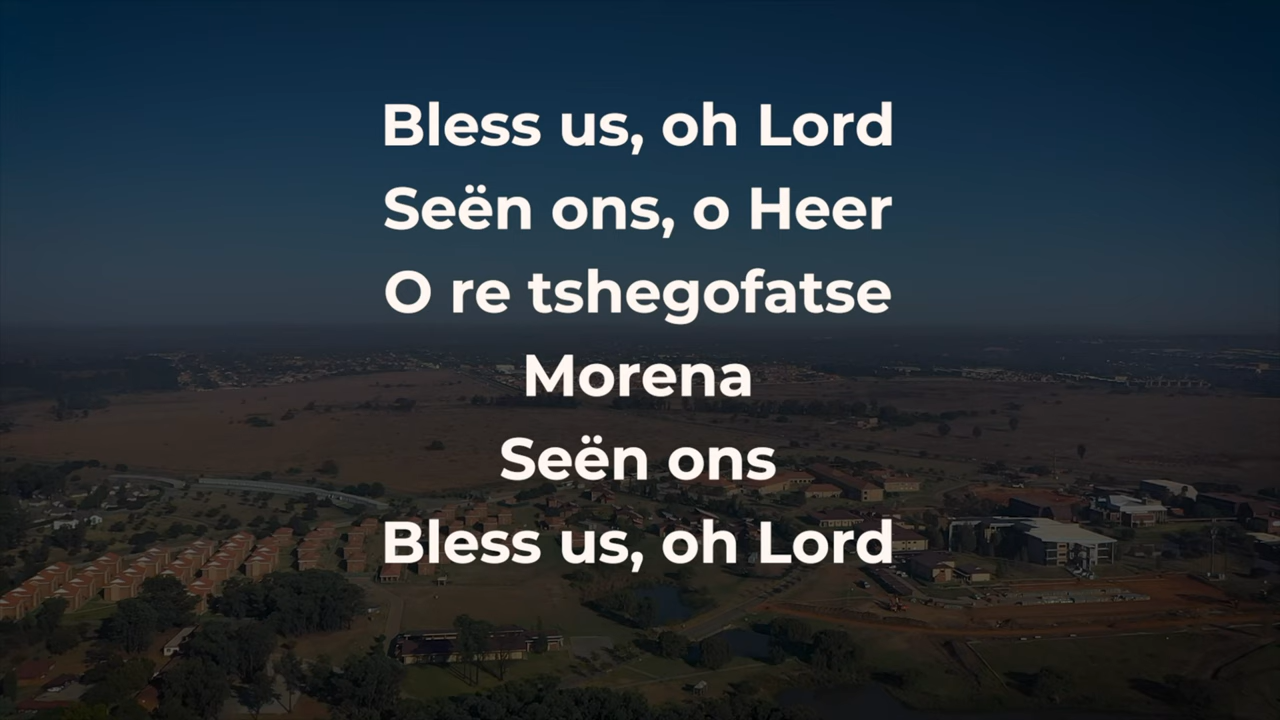 Bless us, oh Lord
Seën ons, o Heer
O re tshegofatse
Morena
Seën ons
Bless us, oh Lord